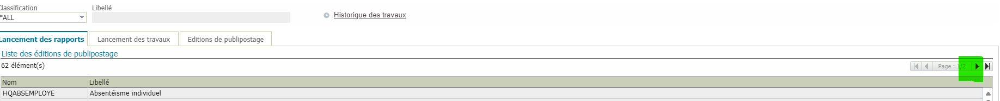 Classification
Libellé
*ALL
Historique des travaux
Lancement des rapports
Lancement des travaux
Editions de publipostage
Liste des éditions de publipostage
62 élément(s)
Page : 1/2
Nom
Libellé
HQABSEMPLOYE
Absentéisme individuel